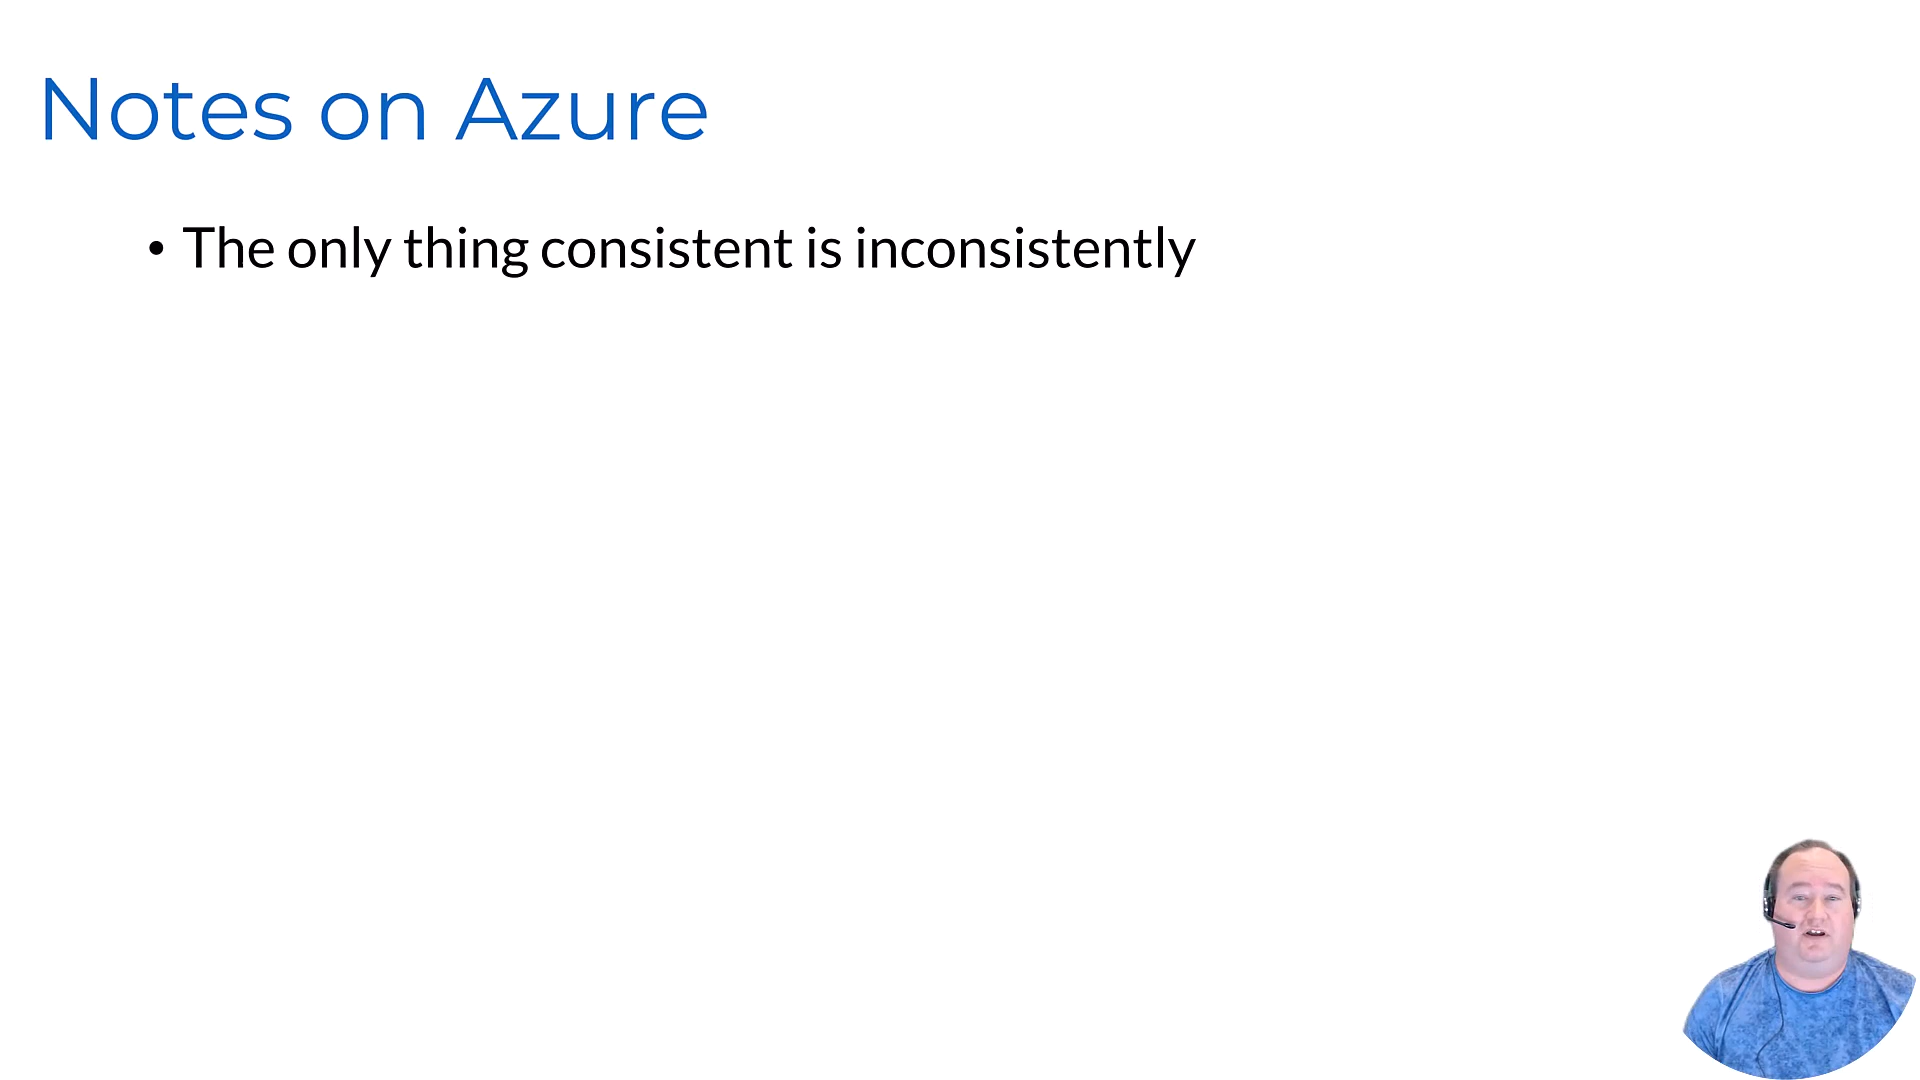 Notes on Azure
• The only thing consistent is inconsistently